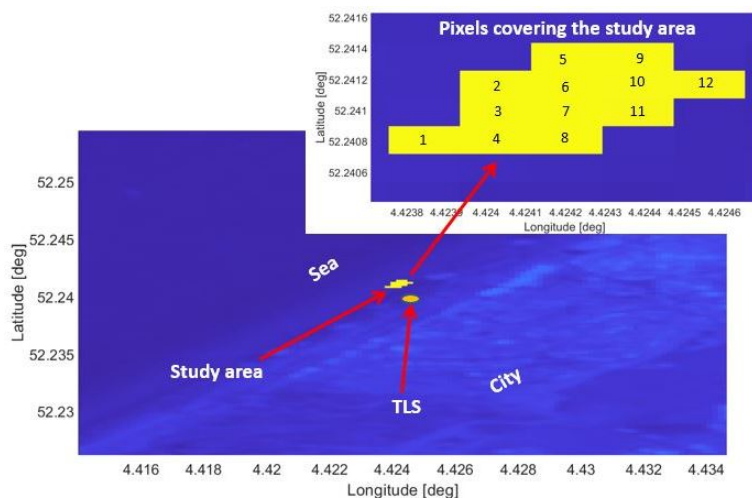 Pixels covering the study area
52.2416
52.2414
52.2412
52.241
52.2408
52.2406
Latitude [deg]
5 9
2 6 10 12
3 7 11
1 4 8
4.4238 4.4239 4.424 4.4241 4.4242 4.4243 4.4244 4.4245 4.4246
Longitude [deg]
52.25
52.245
52.24
52.235
52.23
Latitude [deg]
Sea
Study area
TLS
City
4.416 4.418 4.42 4.422 4.424 4.426 4.428 4.43 4.432 4.434
Longitude [deg]